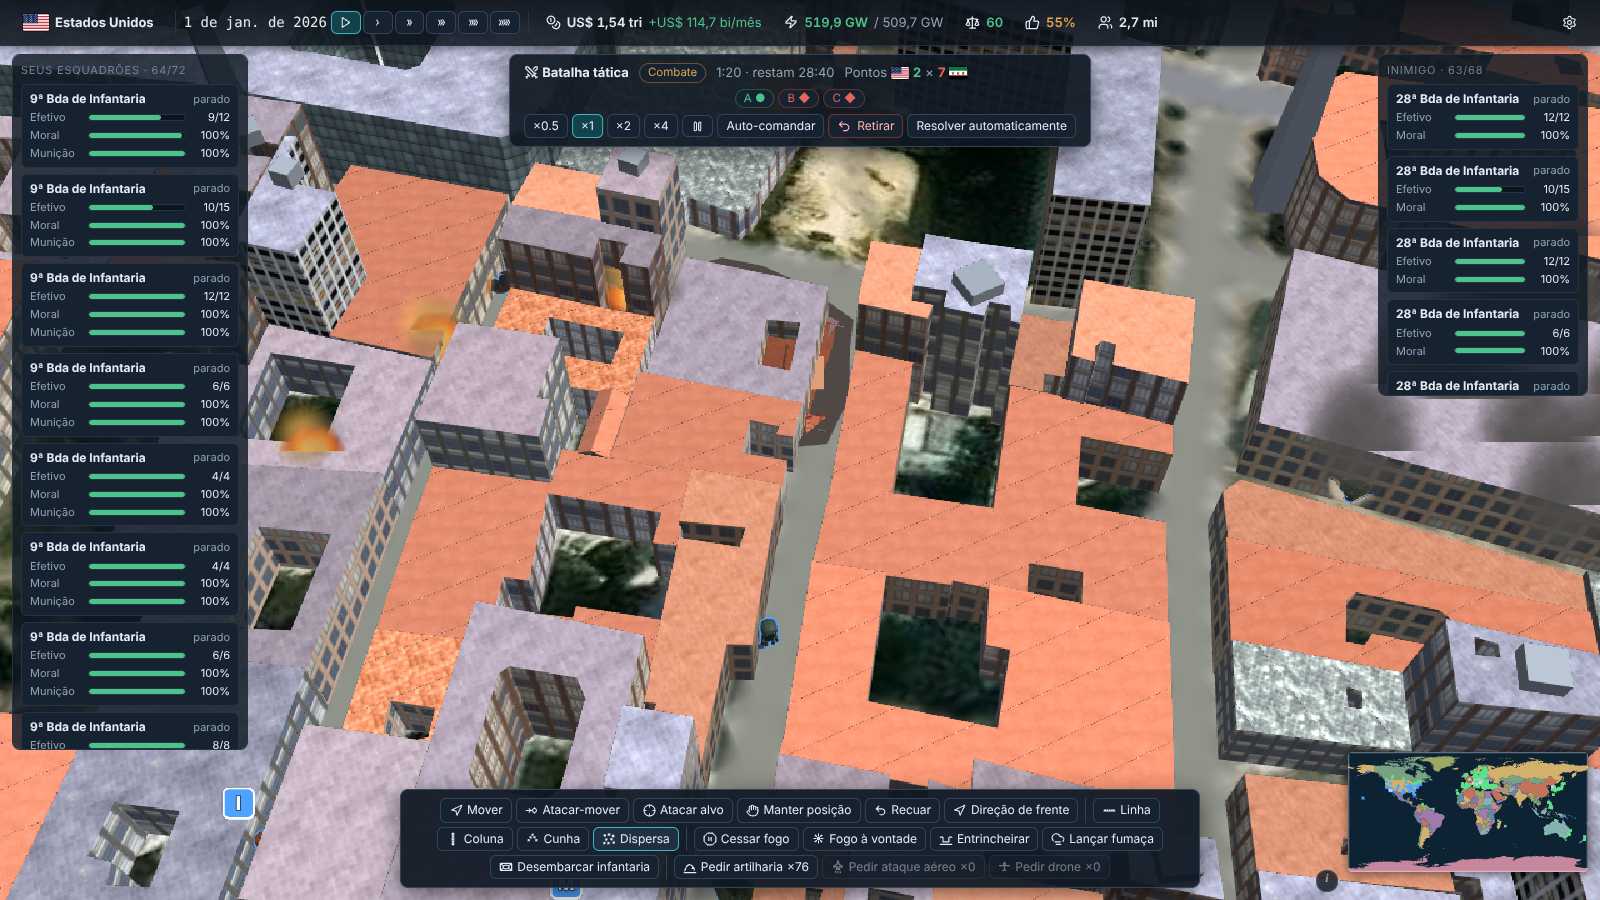 Estados Unidos
1 de jan. de 2026
US$ 1,54 tri +US$ 114,7 bi/mês
519,9 GW / 509,7 GW
60
55%
2,7 mi
SEUS ESQUADRÕES · 64/72
9ª Bda de Infantaria parado
Efetivo 9/12
Moral 100%
Munição 100%
9ª Bda de Infantaria parado
Efetivo 10/15
Moral 100%
Munição 100%
9ª Bda de Infantaria parado
Efetivo 12/12
Moral 100%
Munição 100%
9ª Bda de Infantaria parado
Efetivo 6/6
Moral 100%
Munição 100%
9ª Bda de Infantaria parado
Efetivo 4/4
Moral 100%
Munição 100%
9ª Bda de Infantaria parado
Efetivo 4/4
Moral 100%
Munição 100%
9ª Bda de Infantaria parado
Efetivo 6/6
Moral 100%
Munição 100%
9ª Bda de Infantaria parado
Efetivo 8/8
Batalha tática Combate 1:20 · restam 28:40 Pontos 2 × 7
A B C
×0.5 ×1 ×2 ×4 Auto-comandar Retirar Resolver automaticamente
INIMIGO · 63/68
28ª Bda de Infantaria parado
Efetivo 12/12
Moral 100%
28ª Bda de Infantaria parado
Efetivo 10/15
Moral 100%
28ª Bda de Infantaria parado
Efetivo 12/12
Moral 100%
28ª Bda de Infantaria parado
Efetivo 6/6
Moral 100%
28ª Bda de Infantaria parado
Mover Atacar-mover Atacar alvo Manter posição Recuar Direção de frente Linha
Coluna Cunha Dispersa Cessar fogo Fogo à vontade Entrincheirar Lançar fumaça
Desembarcar infantaria Pedir artilharia ×76 Pedir ataque aéreo ×0 Pedir drone ×0
i